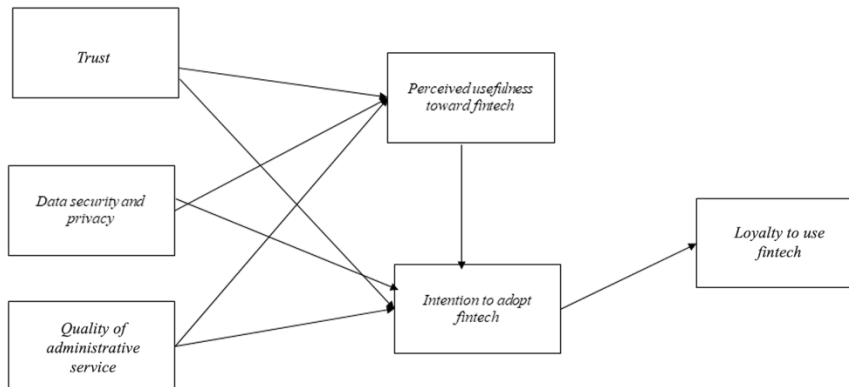 Trust
Perceived usefulness
toward fintech
Data security and
privacy
Loyalty to use
fintech
Intention to adopt
fintech
Quality of
administrative
service